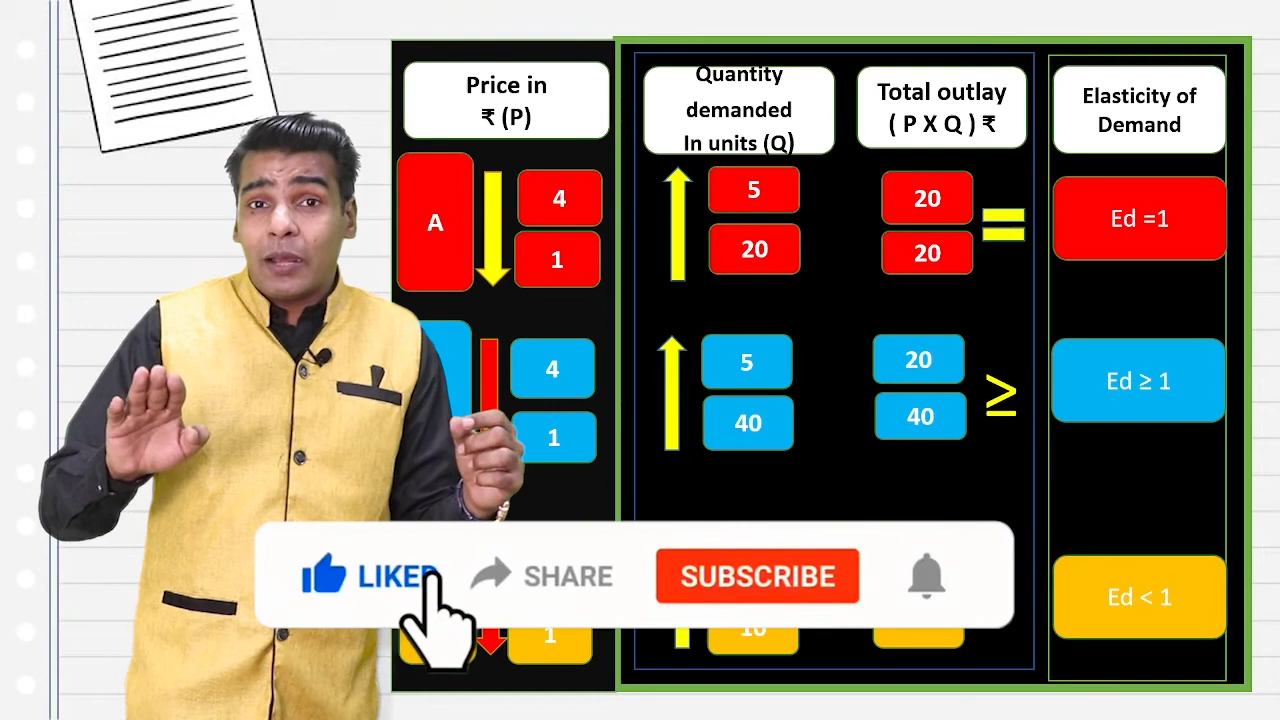 Price in
₹ (P)
Quantity
demanded
In units (Q)
Total outlay
( P X Q ) ₹
Elasticity of
Demand
A
4
5
20
=
Ed =1
1
20
20
4
5
20
≥
Ed ≥ 1
1
40
40
LIKED
SHARE
SUBSCRIBE
Ed < 1
1
10